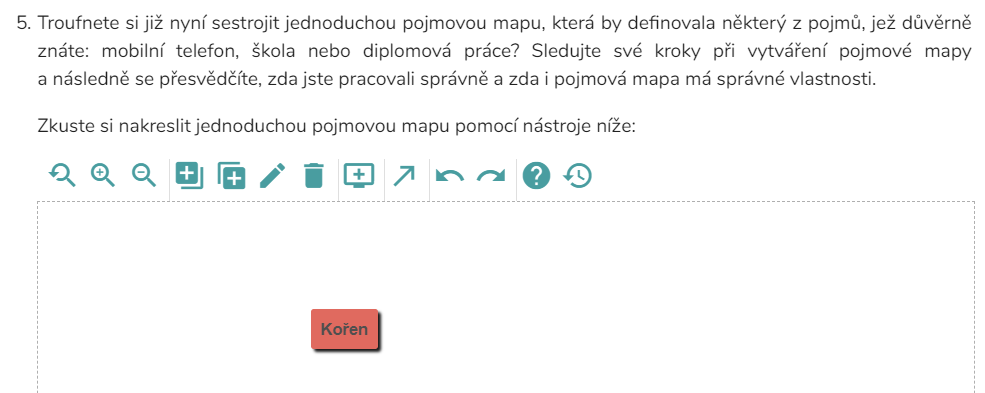 5. Troufnete si již nyní sestrojit jednoduchou pojmovou mapu, která by definovala některý z pojmů, jež důvěrně
znáte: mobilní telefon, škola nebo diplomová práce? Sledujte své kroky při vytváření pojmové mapy
a následně se přesvědčíte, zda jste pracovali správně a zda i pojmová mapa má správné vlastnosti.
Zkuste si nakreslit jednoduchou pojmovou mapu pomocí nástroje níže:
Kořen